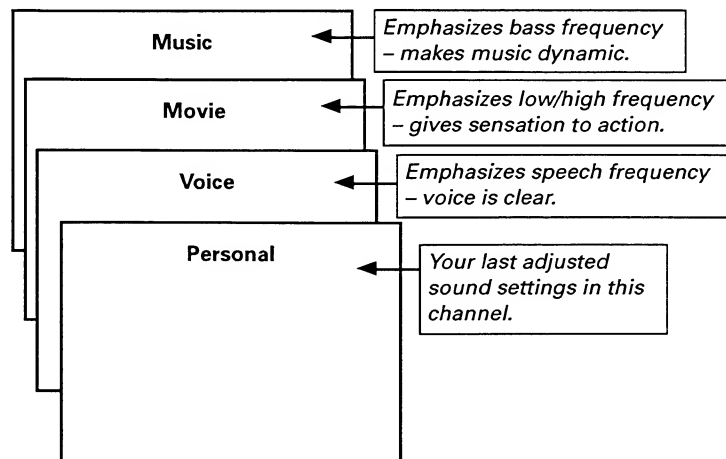 Music
Emphasizes bass frequency
– makes music dynamic.
Movie
Emphasizes low/high frequency
– gives sensation to action.
Voice
Emphasizes speech frequency
– voice is clear.
Personal
Your last adjusted
sound settings in this
channel.